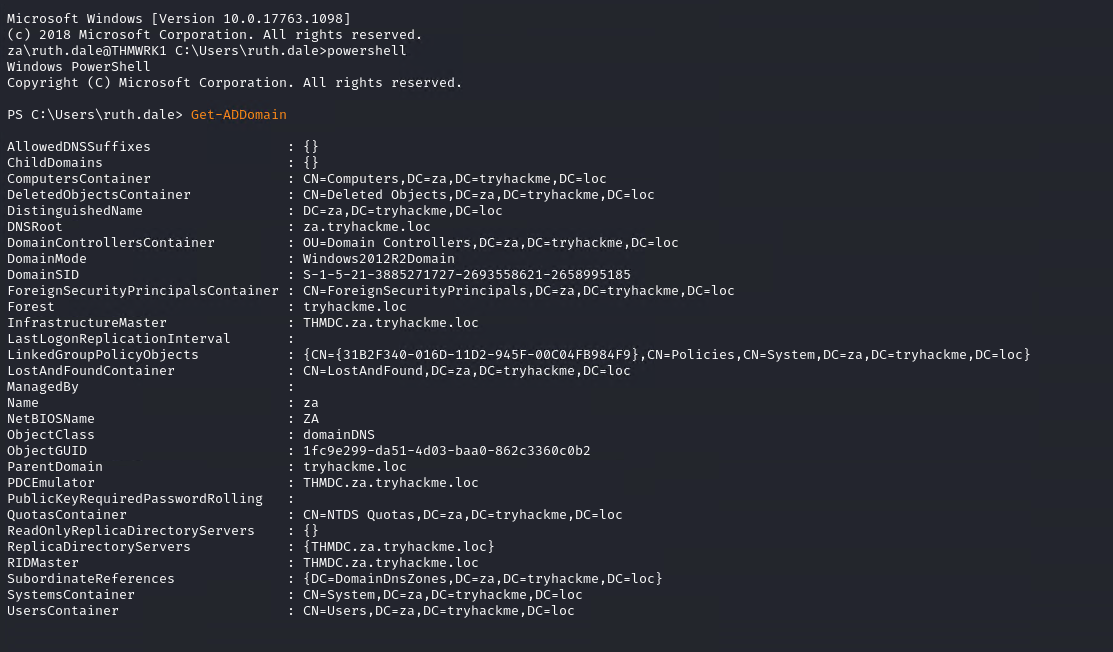 Microsoft Windows [Version 10.0.17763.1098]
(c) 2018 Microsoft Corporation. All rights reserved.
za\ruth.dale@THMWRK1 C:\Users\ruth.dale>powershell
Windows PowerShell
Copyright (C) Microsoft Corporation. All rights reserved.

PS C:\Users\ruth.dale> Get-ADDomain

AllowedDNSSuffixes                 : {}
ChildDomains                       : {}
ComputersContainer                 : CN=Computers,DC=za,DC=tryhackme,DC=loc
DeletedObjectsContainer            : CN=Deleted Objects,DC=za,DC=tryhackme,DC=loc
DistinguishedName                  : DC=za,DC=tryhackme,DC=loc
DNSRoot                            : za.tryhackme.loc
DomainControllersContainer         : OU=Domain Controllers,DC=za,DC=tryhackme,DC=loc
DomainMode                         : Windows2012R2Domain
DomainSID                          : S-1-5-21-3885271727-2693558621-2658995185
ForeignSecurityPrincipalsContainer : CN=ForeignSecurityPrincipals,DC=za,DC=tryhackme,DC=loc
Forest                             : tryhackme.loc
InfrastructureMaster               : THMDC.za.tryhackme.loc
LastLogonReplicationInterval       :
LinkedGroupPolicyObjects           : {CN={31B2F340-016D-11D2-945F-00C04FB984F9},CN=Policies,CN=System,DC=za,DC=tryhackme,DC=loc}
LostAndFoundContainer              : CN=LostAndFound,DC=za,DC=tryhackme,DC=loc
ManagedBy                          :
Name                               : za
NetBIOSName                        : ZA
ObjectClass                        : domainDNS
ObjectGUID                         : 1fc9e299-da51-4d03-baa0-862c3360c0b2
ParentDomain                       : tryhackme.loc
PDCEmulator                        : THMDC.za.tryhackme.loc
PublicKeyRequiredPasswordRolling   :
QuotasContainer                    : CN=NTDS Quotas,DC=za,DC=tryhackme,DC=loc
ReadOnlyReplicaDirectoryServers    : {}
ReplicaDirectoryServers            : {THMDC.za.tryhackme.loc}
RIDMaster                          : THMDC.za.tryhackme.loc
SubordinateReferences              : {DC=DomainDnsZones,DC=za,DC=tryhackme,DC=loc}
SystemsContainer                   : CN=System,DC=za,DC=tryhackme,DC=loc
UsersContainer                     : CN=Users,DC=za,DC=tryhackme,DC=loc